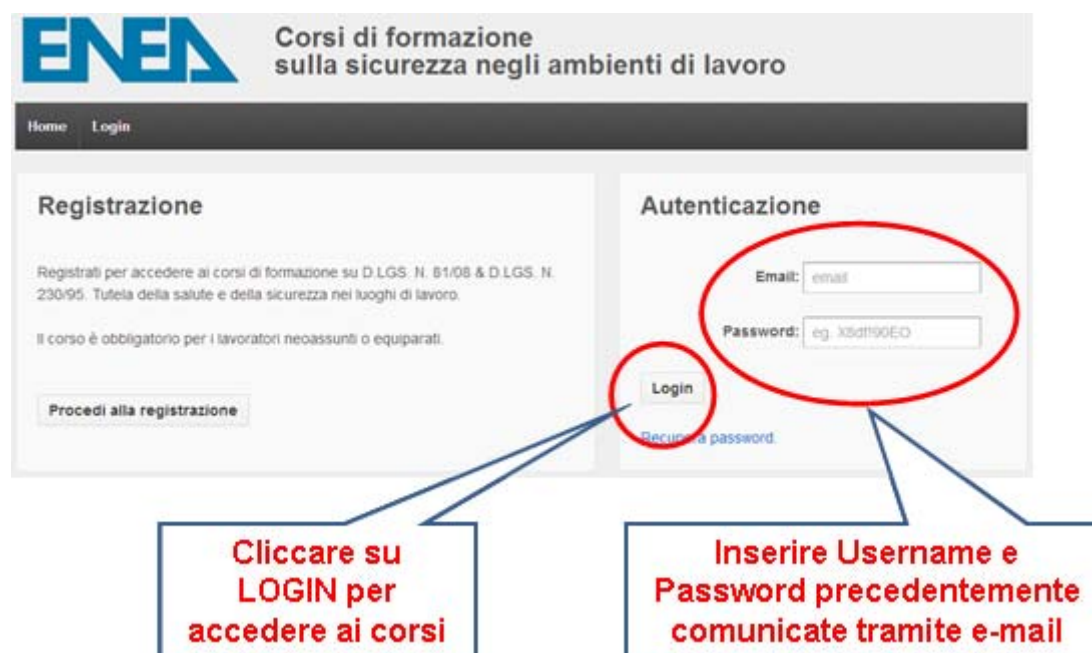 ENEA
Corsi di formazione
sulla sicurezza negli ambienti di lavoro
Home Login
Registrazione
Registrati per accedere ai corsi di formazione su D.LGS. N. 81/08 & D.LGS. N.
230/95. Tutela della salute e della sicurezza nei luoghi di lavoro.
Il corso è obbligatorio per i lavoratori neoassunti o equiparati.
Procedi alla registrazione
Autenticazione
Email: email
Password: eg.
Login
Recupera password.
Cliccare su
LOGIN per
accedere ai corsi
Inserire Username e
Password precedentemente
comunicate tramite e-mail